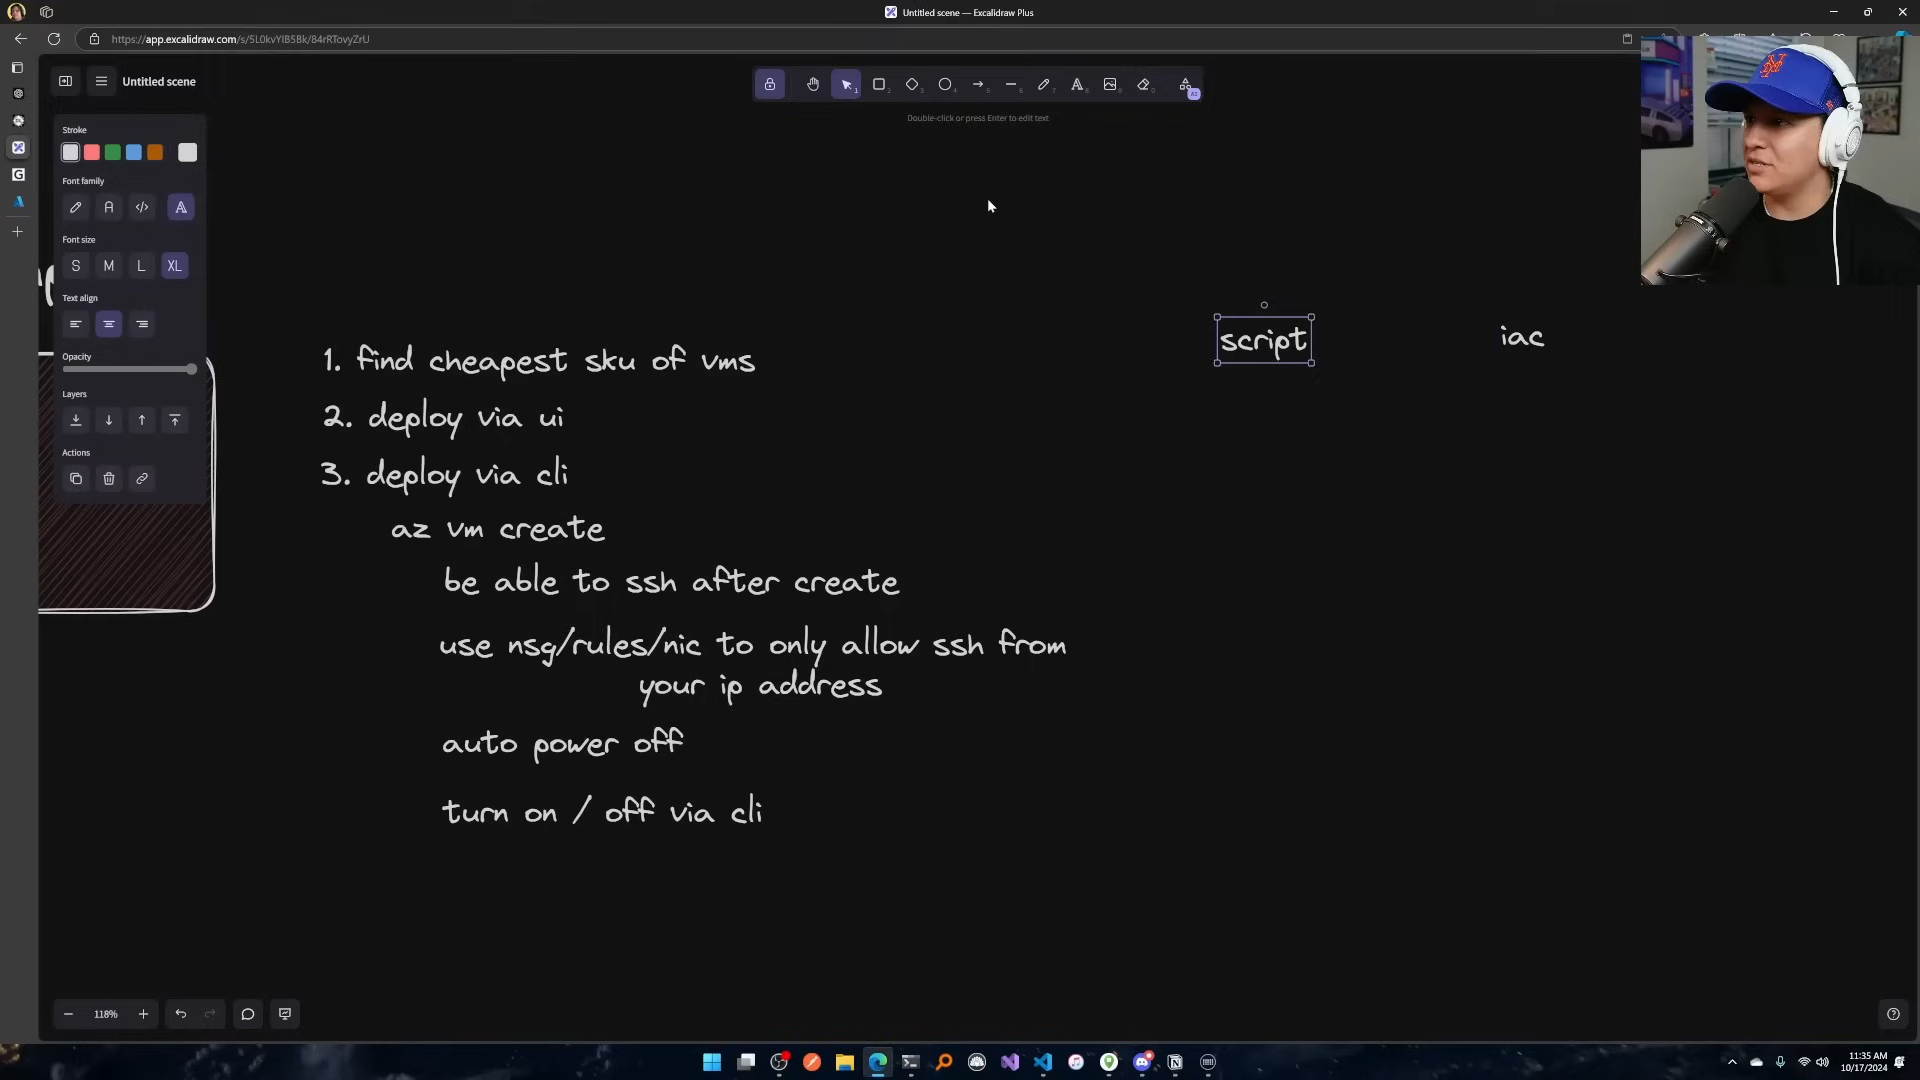 Untitled scene — Excalidraw Plus
https://app.excalidraw.com/s/5L0kvYIB5Bk/84rRTovyZrU
Untitled scene
Double-click or press Enter to edit text
Stroke
Font family
Font size
S M L XL
Text align
Opacity
Layers
Actions
script
iac
1. find cheapest sku of vms
2. deploy via ui
3. deploy via cli
az vm create
be able to ssh after create
use nsg/rules/nic to only allow ssh from
your ip address
auto power off
turn on / off via cli
118%
11:35 AM
10/17/2024